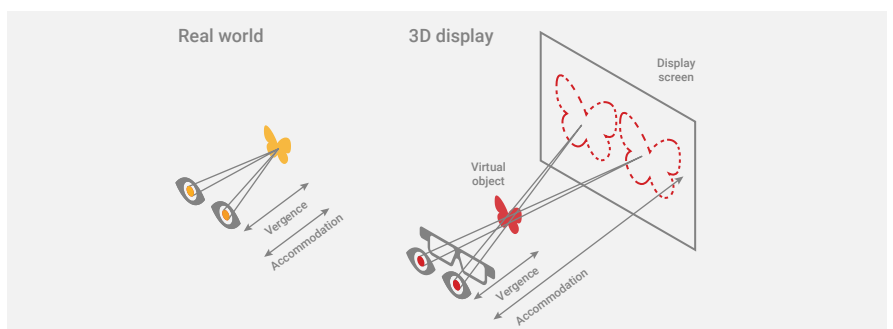 Real world
3D display
Display
screen
Virtual
object
Vergence
Accommodation
Vergence
Accommodation